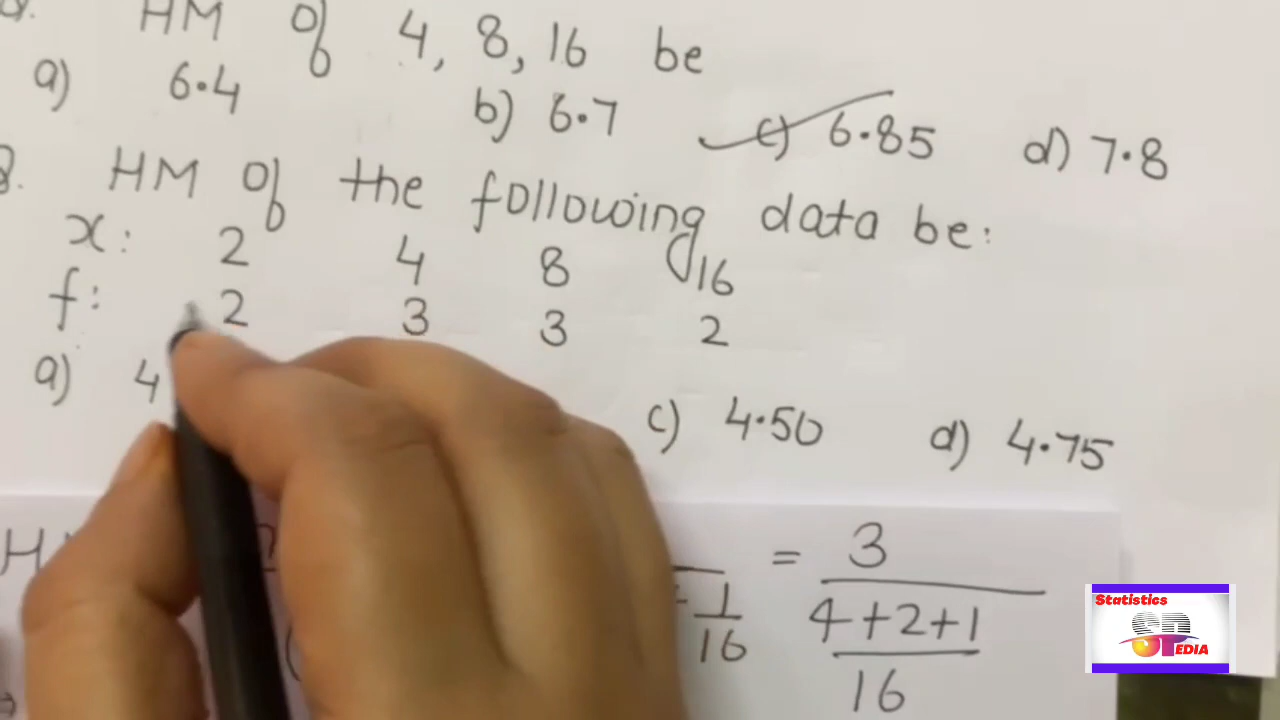 HM of 4, 8, 16 be
a) 6.4 b) 6.7 c) 6.85 d) 7.8
HM of the following data be:
x: 2 4 8 16
f: 2 3 3 2
a) 4 c) 4.50 d) 4.75
H = 3
1 4+2+1
16 16
Statistics
PEDIA